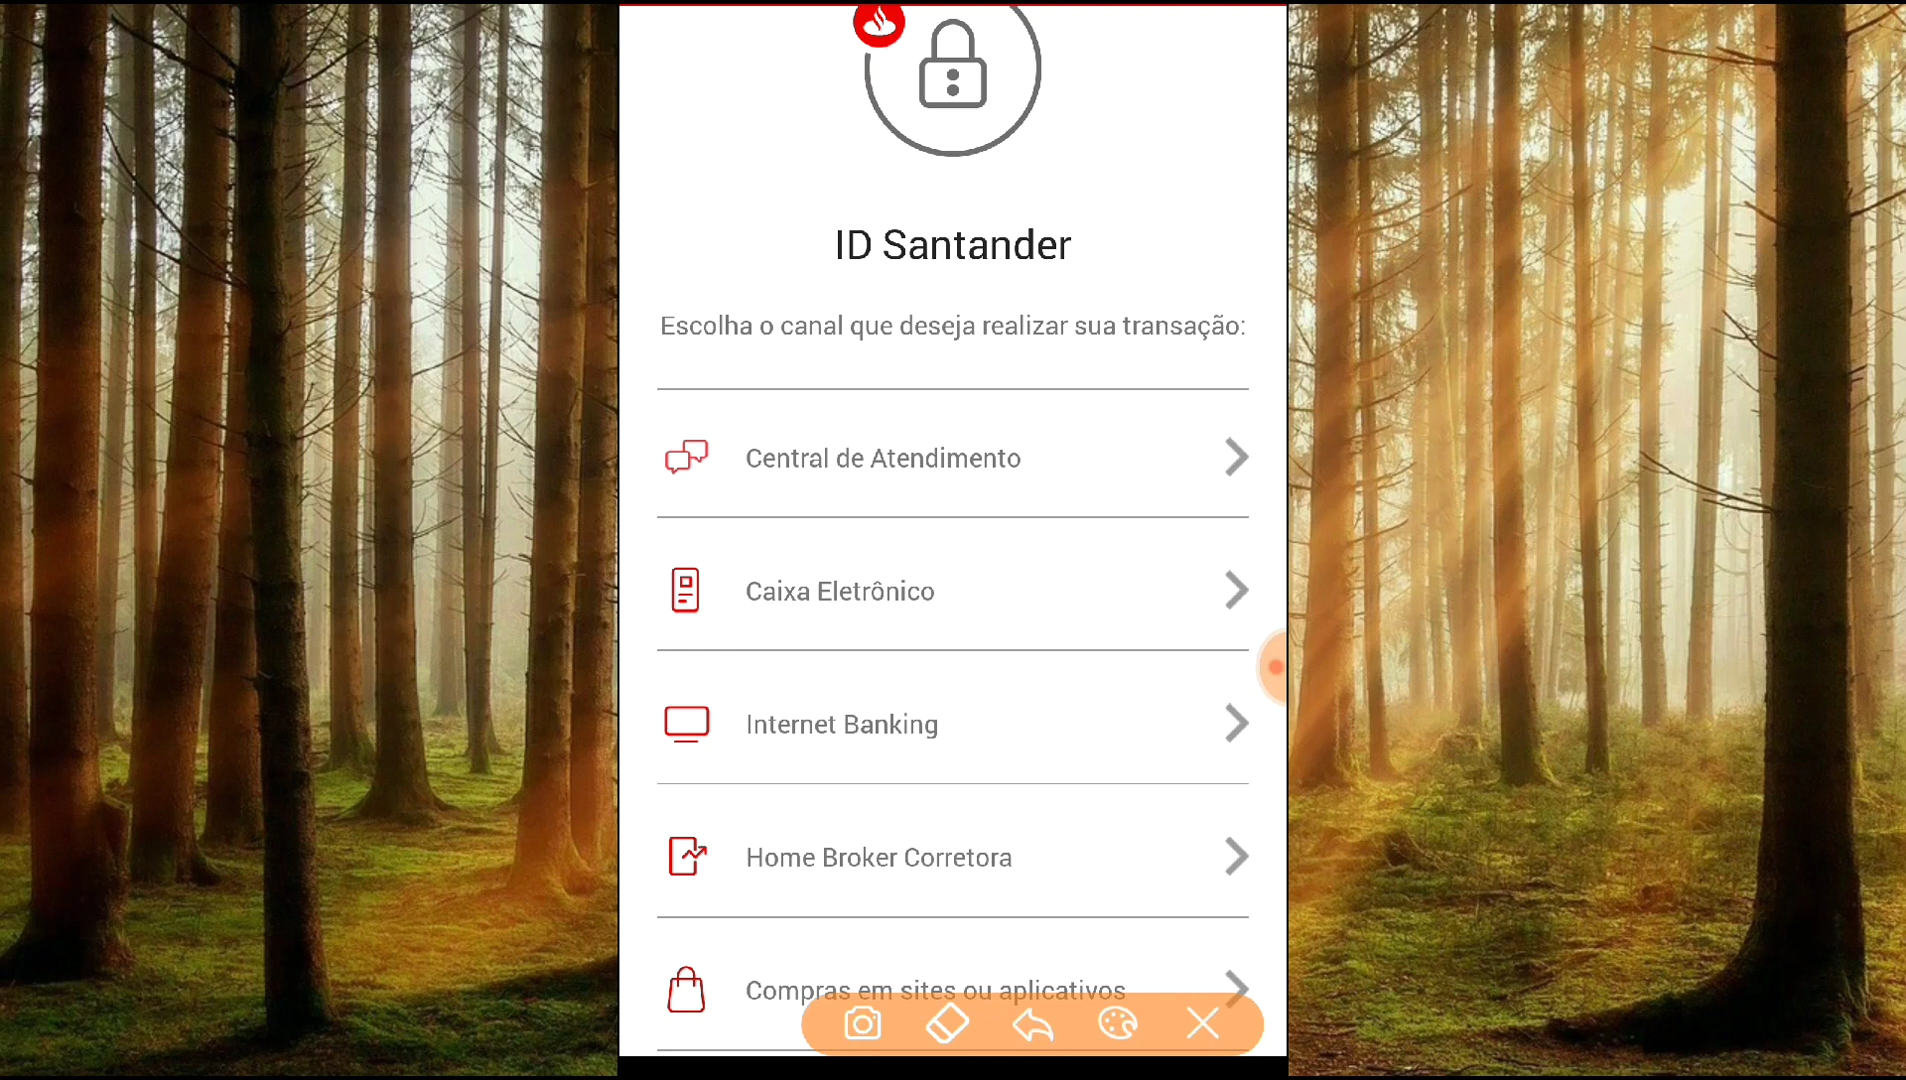 ID Santander
Escolha o canal que deseja realizar sua transação:
Central de Atendimento
Caixa Eletrônico
Internet Banking
Home Broker Corretora
Compras em sites ou aplicativos